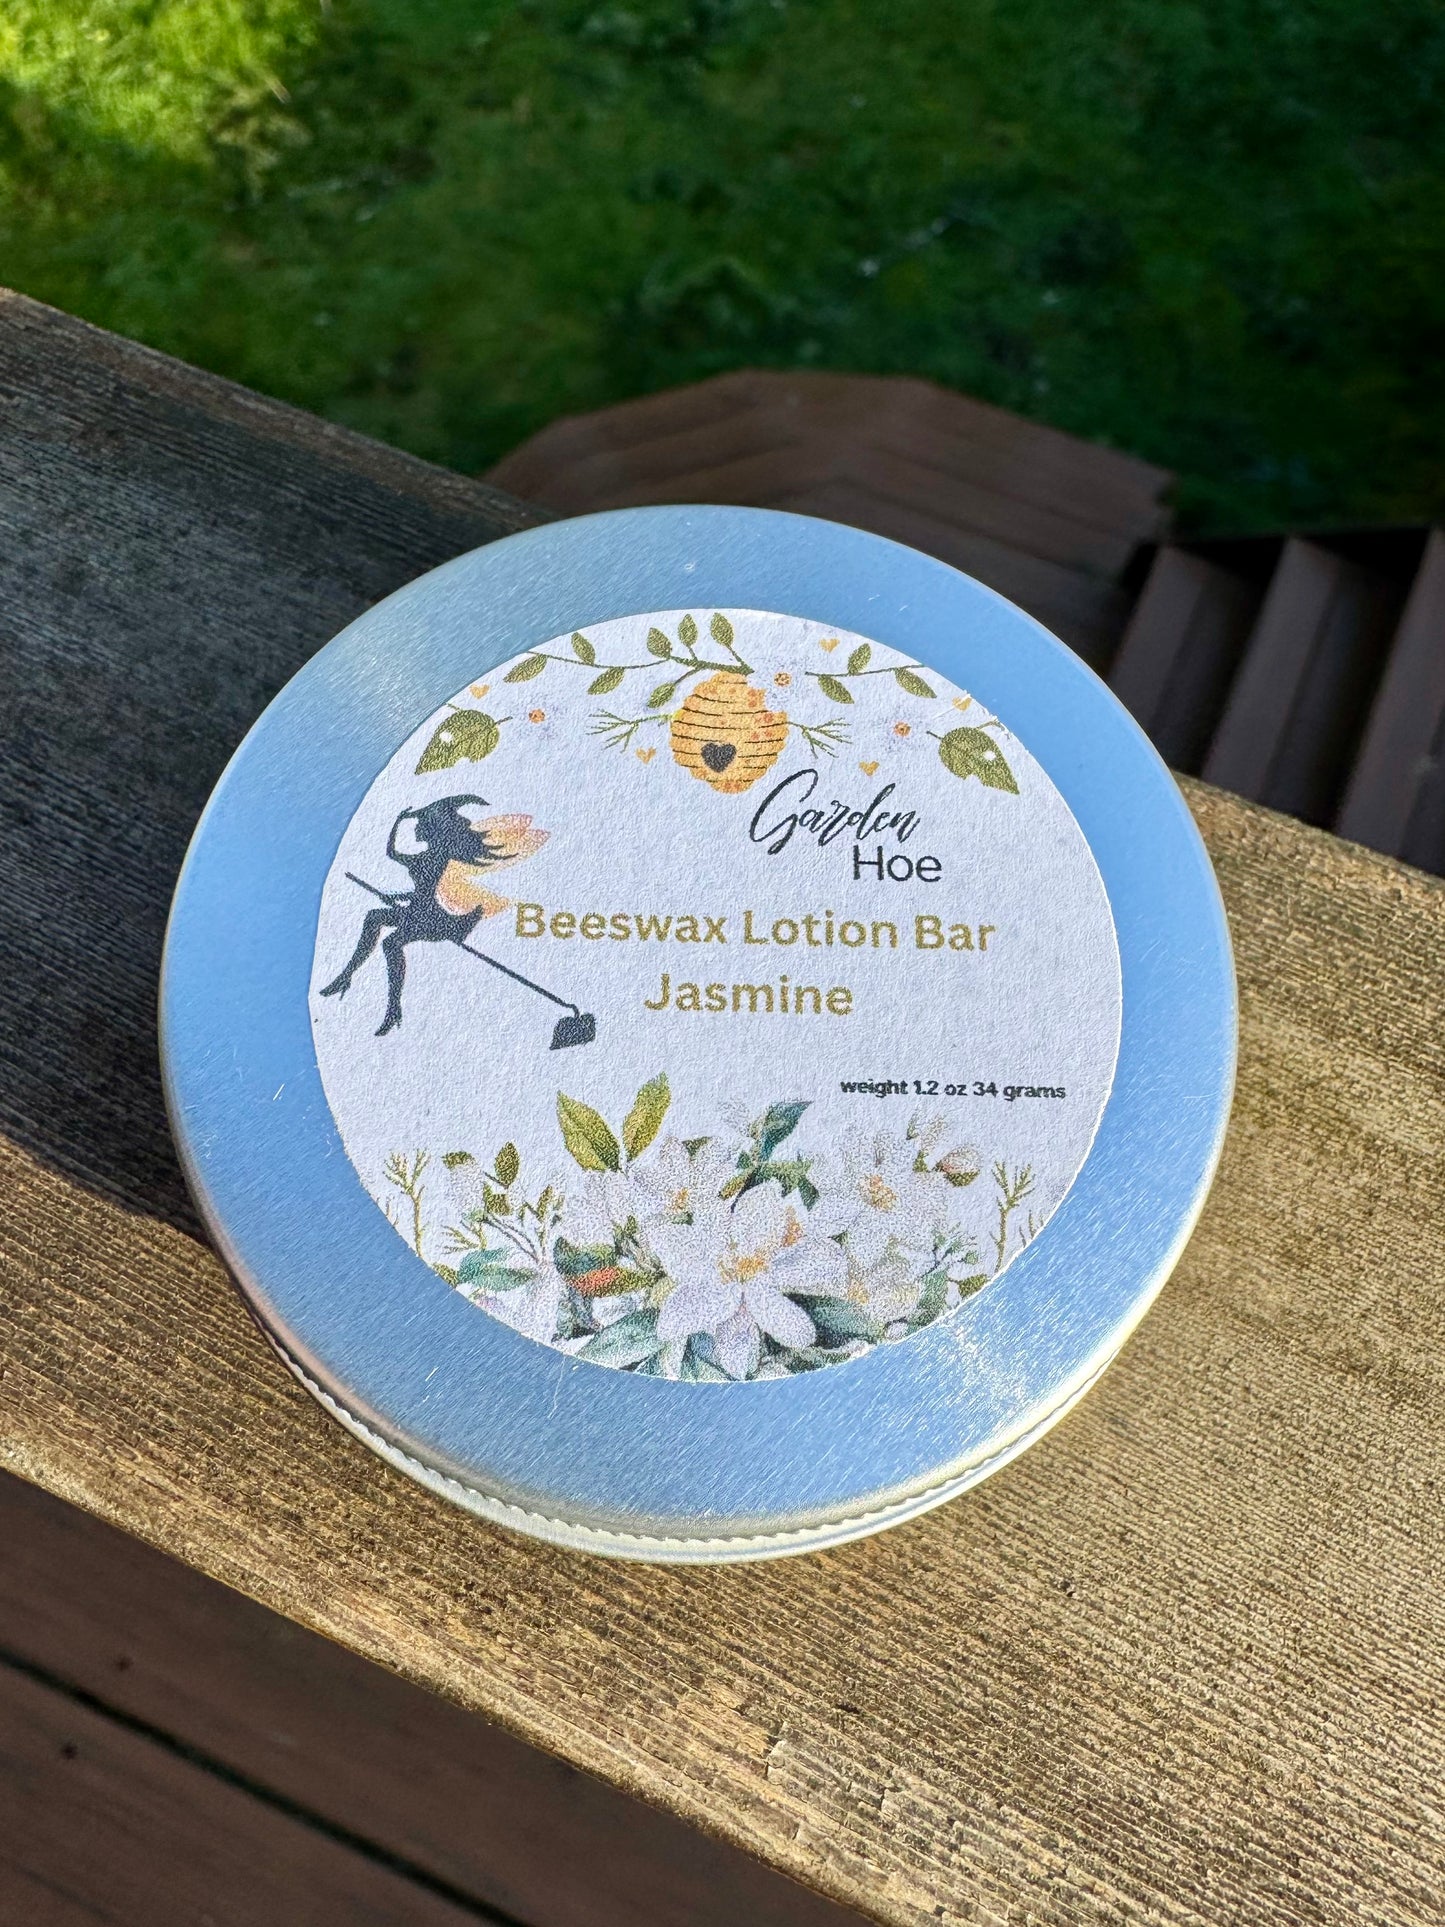 Garden
Hoe
Beeswax Lotion Bar
Jasmine
weight 1.2 oz 34 grams